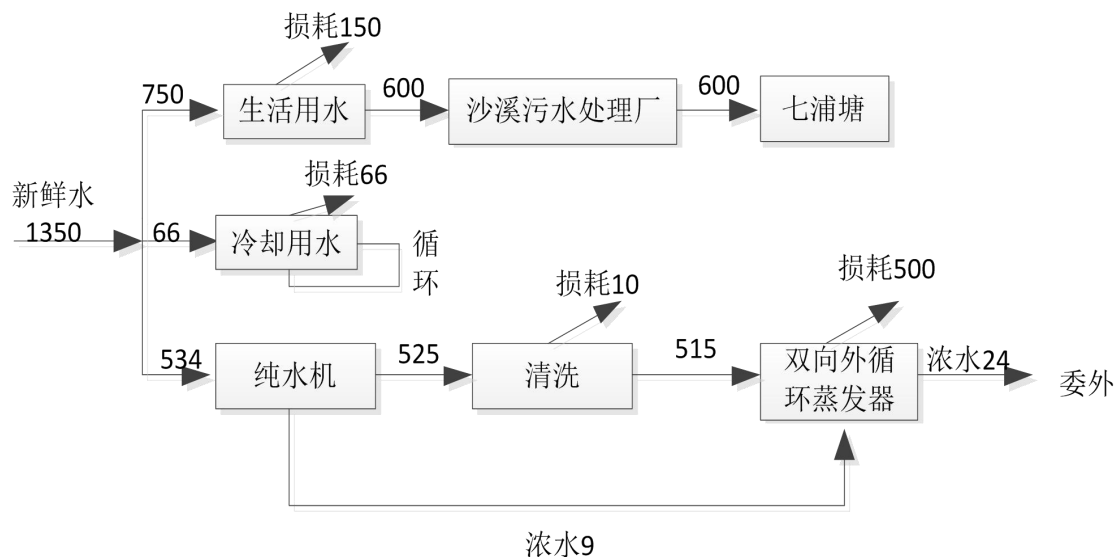 损耗150
750
生活用水
600
沙溪污水处理厂
600
七浦塘
损耗66
新鲜水
1350
66
冷却用水
循
环
损耗10
损耗500
534
纯水机
525
清洗
515
双向外循
环蒸发器
浓水24
委外
浓水9